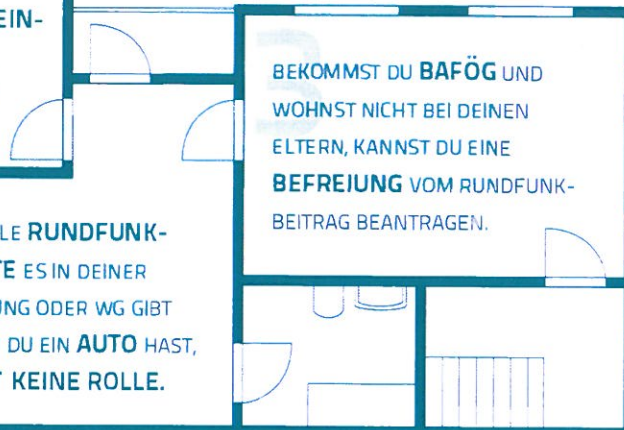 EIN-
BEKOMMST DU BAFÖG UND
WOHNST NICHT BEI DEINEN
ELTERN, KANNST DU EINE
BEFREJUNG VOM RUNDFUNK-
BEITRAG BEANTRAGEN.
LE RUNDFUNK-
TE ES IN DEINER
UNG ODER WG GIBT
DU EIN AUTO HAST,
T KEINE ROLLE.